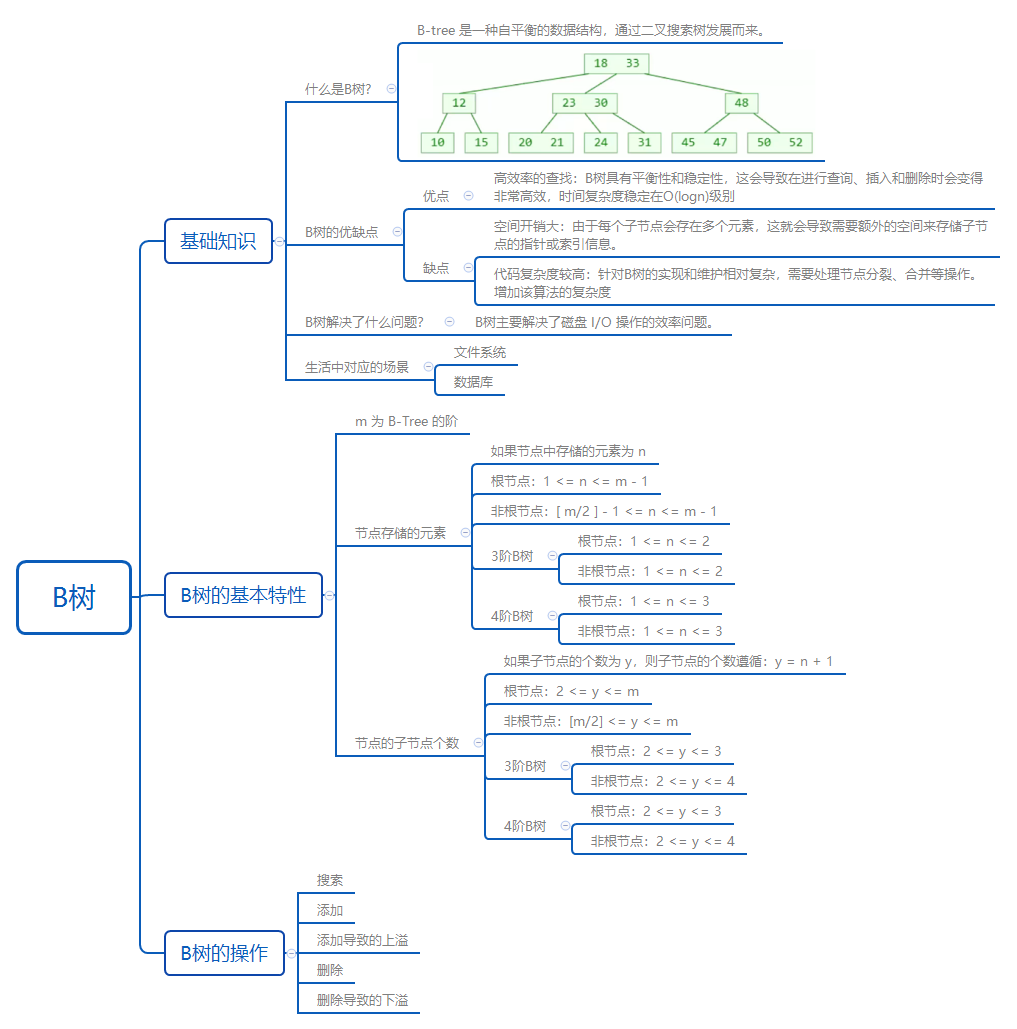 B树
基础知识
什么是B树?
B-tree 是一种自平衡的数据结构，通过二叉搜索树发展而来。
18 33
12
23 30
48
10
15
20 21
24
31
45 47
50 52
B树的优缺点
优点
高效率的查找：B树具有平衡性和稳定性，这会导致在进行查询、插入和删除时会变得
非常高效，时间复杂度稳定在O(logn)级别
缺点
空间开销大：由于每个子节点会存在多个元素，这就会导致需要额外的空间来存储子节
点的指针或索引信息。
代码复杂度较高：针对B树的实现和维护相对复杂，需要处理节点分裂、合并等操作。
增加该算法的复杂度
B树解决了什么问题?
B树主要解决了磁盘 I/O 操作的效率问题。
生活中对应的场景
文件系统
数据库
B树的基本特性
m 为 B-Tree 的阶
节点存储的元素
如果节点中存储的元素为 n
根节点：1 <= n <= m - 1
非根节点：[ m/2 ] - 1 <= n <= m - 1
3阶B树
根节点：1 <= n <= 2
非根节点：1 <= n <= 2
4阶B树
根节点：1 <= n <= 3
非根节点：1 <= n <= 3
节点的子节点个数
如果子节点的个数为 y，则子节点的个数遵循：y = n + 1
根节点：2 <= y <= m
非根节点：[m/2] <= y <= m
3阶B树
根节点：2 <= y <= 3
非根节点：2 <= y <= 4
4阶B树
根节点：2 <= y <= 3
非根节点：2 <= y <= 4
B树的操作
搜索
添加
添加导致的上溢
删除
删除导致的下溢